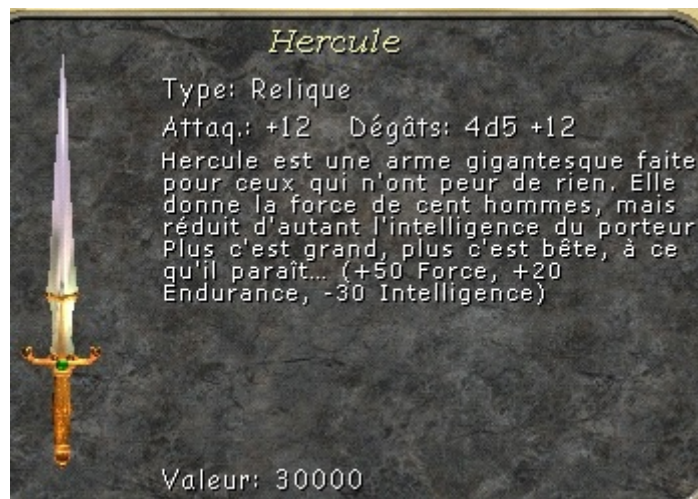 Hercule
Type: Relique
Attaq.: +12 Dégâts: 4d5 +12
Hercule est une arme gigantesque faite
pour ceux qui n'ont peur de rien. Elle
donne la force de cent hommes, mais
réduit d'autant l'intelligence du porteur
Plus c'est grand, plus c'est bête, à ce
qu'il paraît... (+50 Force, +20
Endurance, -30 Intelligence)
Valeur: 30000